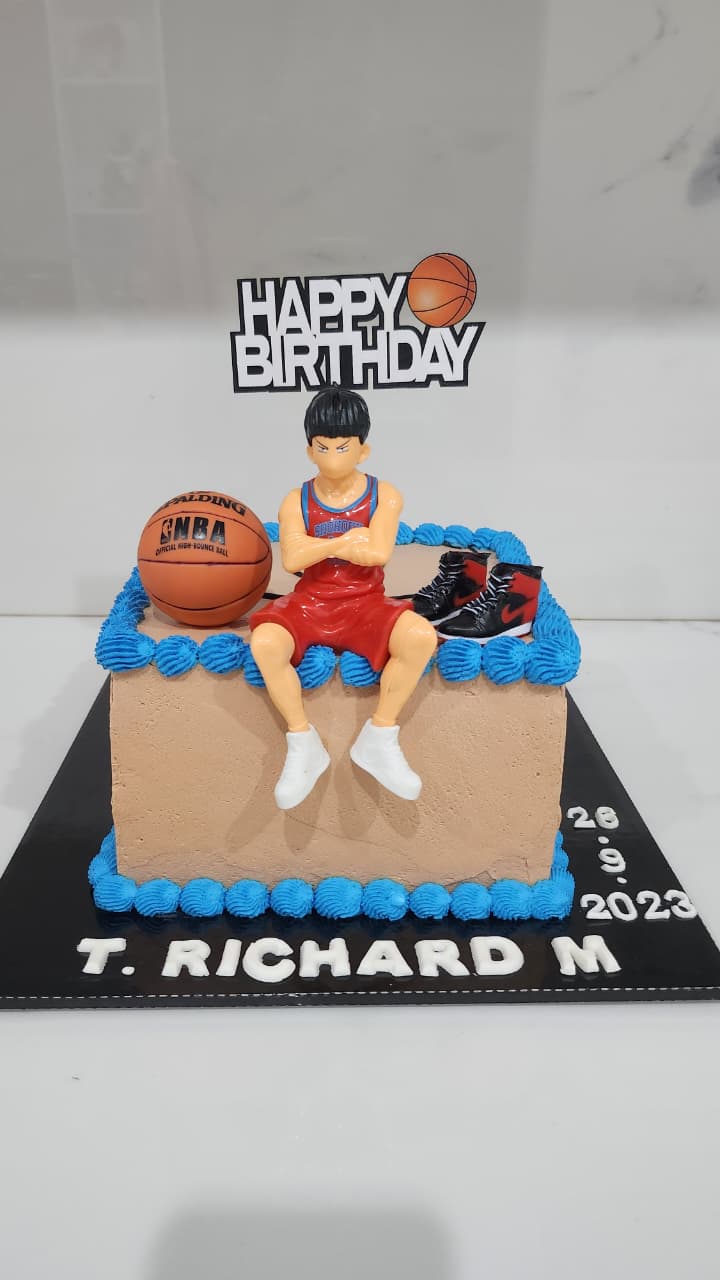 HAPPY
BIRTHDAY
SPALDING
NBA
OFFICIAL HIGH-BOUNCE BALL
26
.
9
.
2023
T. RICHARD M